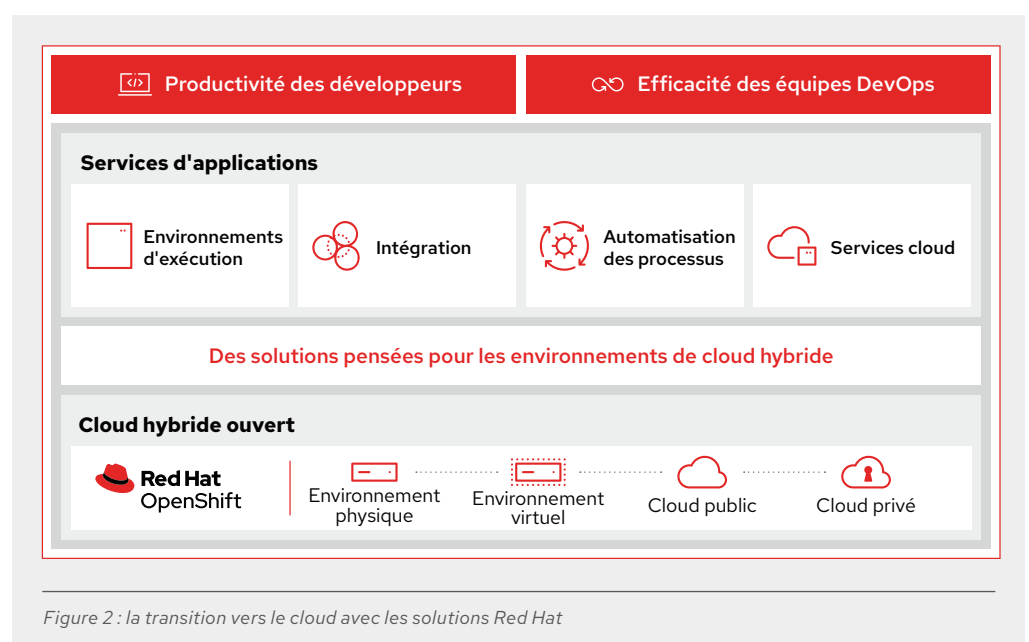 Productivité des développeurs
Efficacité des équipes DevOps
Services d'applications
Environnements
d'exécution
Intégration
Automatisation
des processus
Services cloud
Des solutions pensées pour les environnements de cloud hybride
Cloud hybride ouvert
Red Hat
OpenShift
Environnement
physique
Environnement
virtuel
Cloud public
Cloud privé
Figure 2 : la transition vers le cloud avec les solutions Red Hat